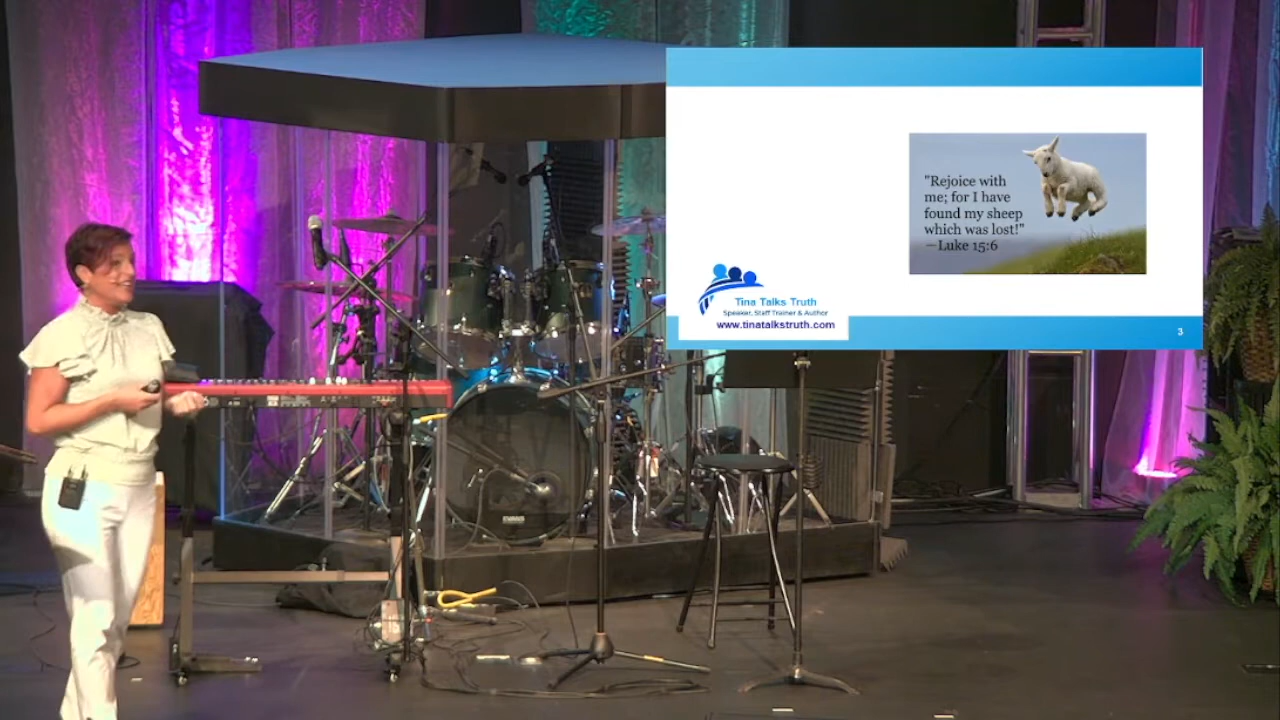 "Rejoice with
me; for I have
found my sheep
which was lost!"
—Luke 15:6
Tina Talks Truth
Speaker, Staff Trainer & Author
www.tinatalkstruth.com
3